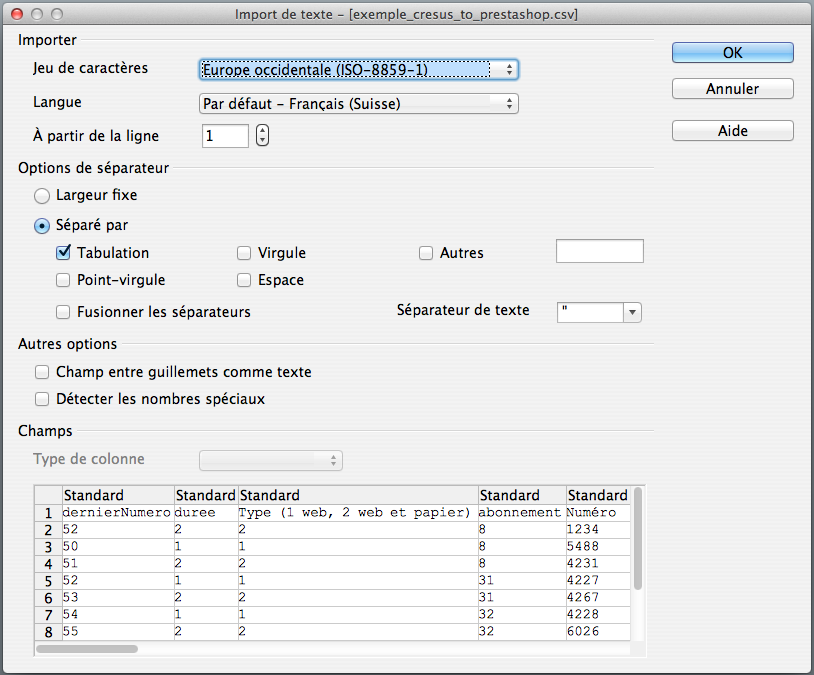 Import de texte – [exemple_cresus_to_prestashop.csv]
Importer
Jeu de caractères Europe occidentale (ISO-8859-1)
OK
Langue Par défaut – Français (Suisse)
Annuler
À partir de la ligne 1
Aide
Options de séparateur
Largeur fixe
Séparé par
Tabulation Virgule Autres
Point-virgule Espace
Fusionner les séparateurs Séparateur de texte "
Autres options
Champ entre guillemets comme texte
Détecter les nombres spéciaux
Champs
Type de colonne
Standard Standard Standard Standard Standard
1 dernierNumero duree Type (1 web, 2 web et papier) abonnement Numéro
2 52 2 2 8 1234
3 50 1 1 8 5488
4 51 2 2 8 4231
5 52 1 1 31 4227
6 53 2 2 31 4267
7 54 1 1 32 4228
8 55 2 2 32 6026